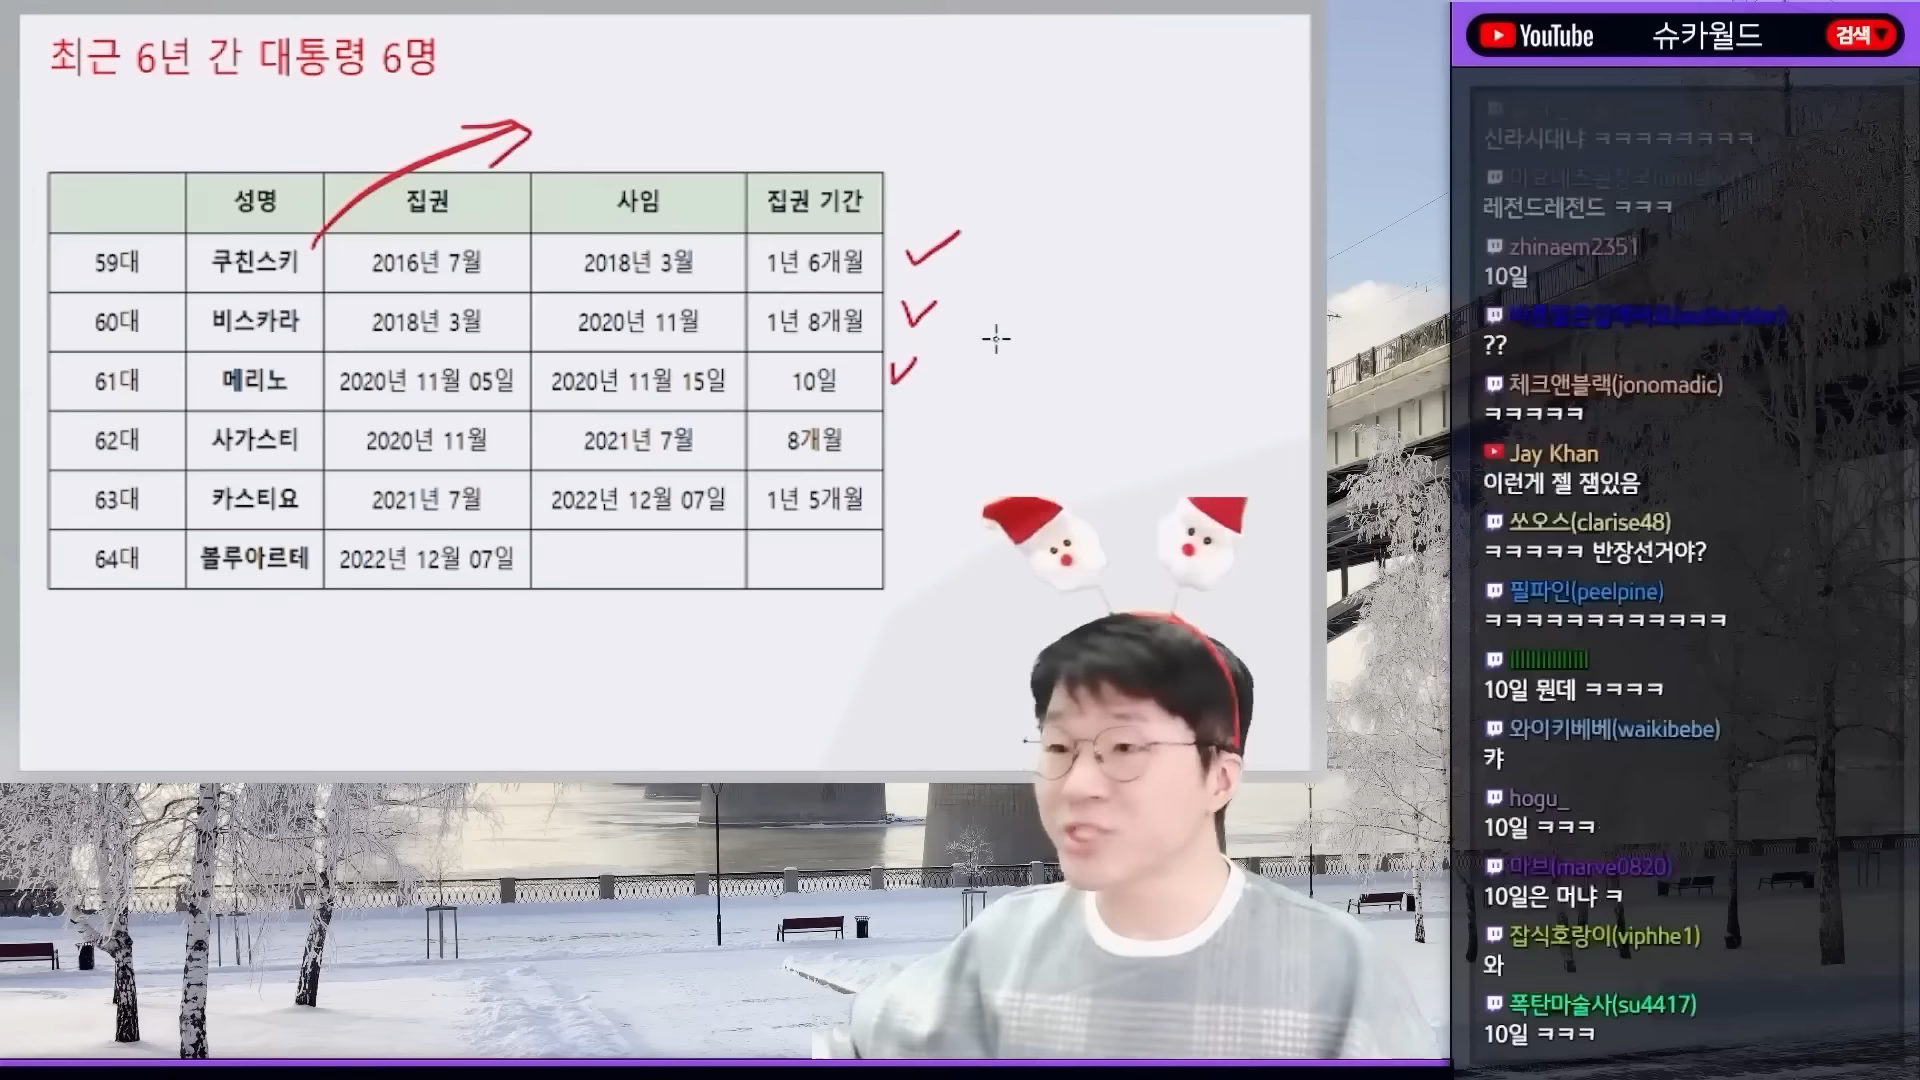 최근 6년 간 대통령 6명
성명 집권 사임 집권 기간
59대 쿠친스키 2016년 7월 2018년 3월 1년 6개월
60대 비스카라 2018년 3월 2020년 11월 1년 8개월
61대 메리노 2020년 11월 05일 2020년 11월 15일 10일
62대 사가스티 2020년 11월 2021년 7월 8개월
63대 카스티요 2021년 7월 2022년 12월 07일 1년 5개월
64대 볼루아르테 2022년 12월 07일
YouTube 슈카월드 검색
신라시대냐 ㅋㅋㅋㅋㅋㅋㅋㅋㅋ
레전드레전드 ㅋㅋㅋ
zhinaem2351
10일
??
체크앤블랙(jonomadic)
ㅋㅋㅋㅋㅋ
Jay Khan
이런게 젤 잼있음
쏘오스(clarise48)
ㅋㅋㅋㅋㅋ 반장선거야?
필파인(peelpine)
ㅋㅋㅋㅋㅋㅋㅋㅋㅋㅋㅋㅋ
10일 뭔데 ㅋㅋㅋㅋ
와이키베베(waikibebe)
캬
hogu_
10일 ㅋㅋㅋ
마브(marve0820)
10일은 머냐 ㅋ
잡식호랑이(viphhe1)
와
폭탄마술사(su4417)
10일 ㅋㅋㅋ